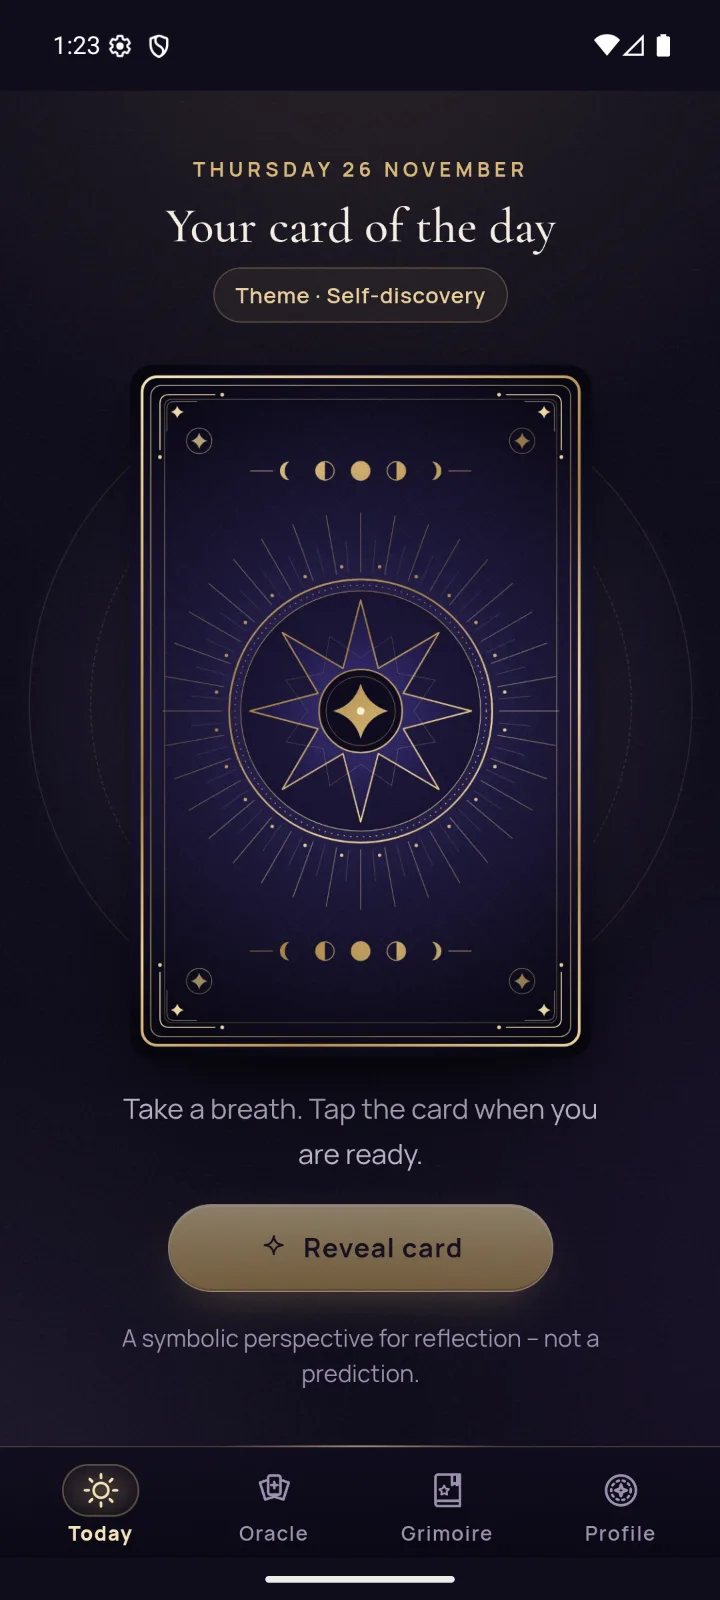 1:23
THURSDAY 26 NOVEMBER
Your card of the day
Theme · Self-discovery
Take a breath. Tap the card when you
are ready.
Reveal card
A symbolic perspective for reflection – not a
prediction.
Today
Oracle
Grimoire
Profile